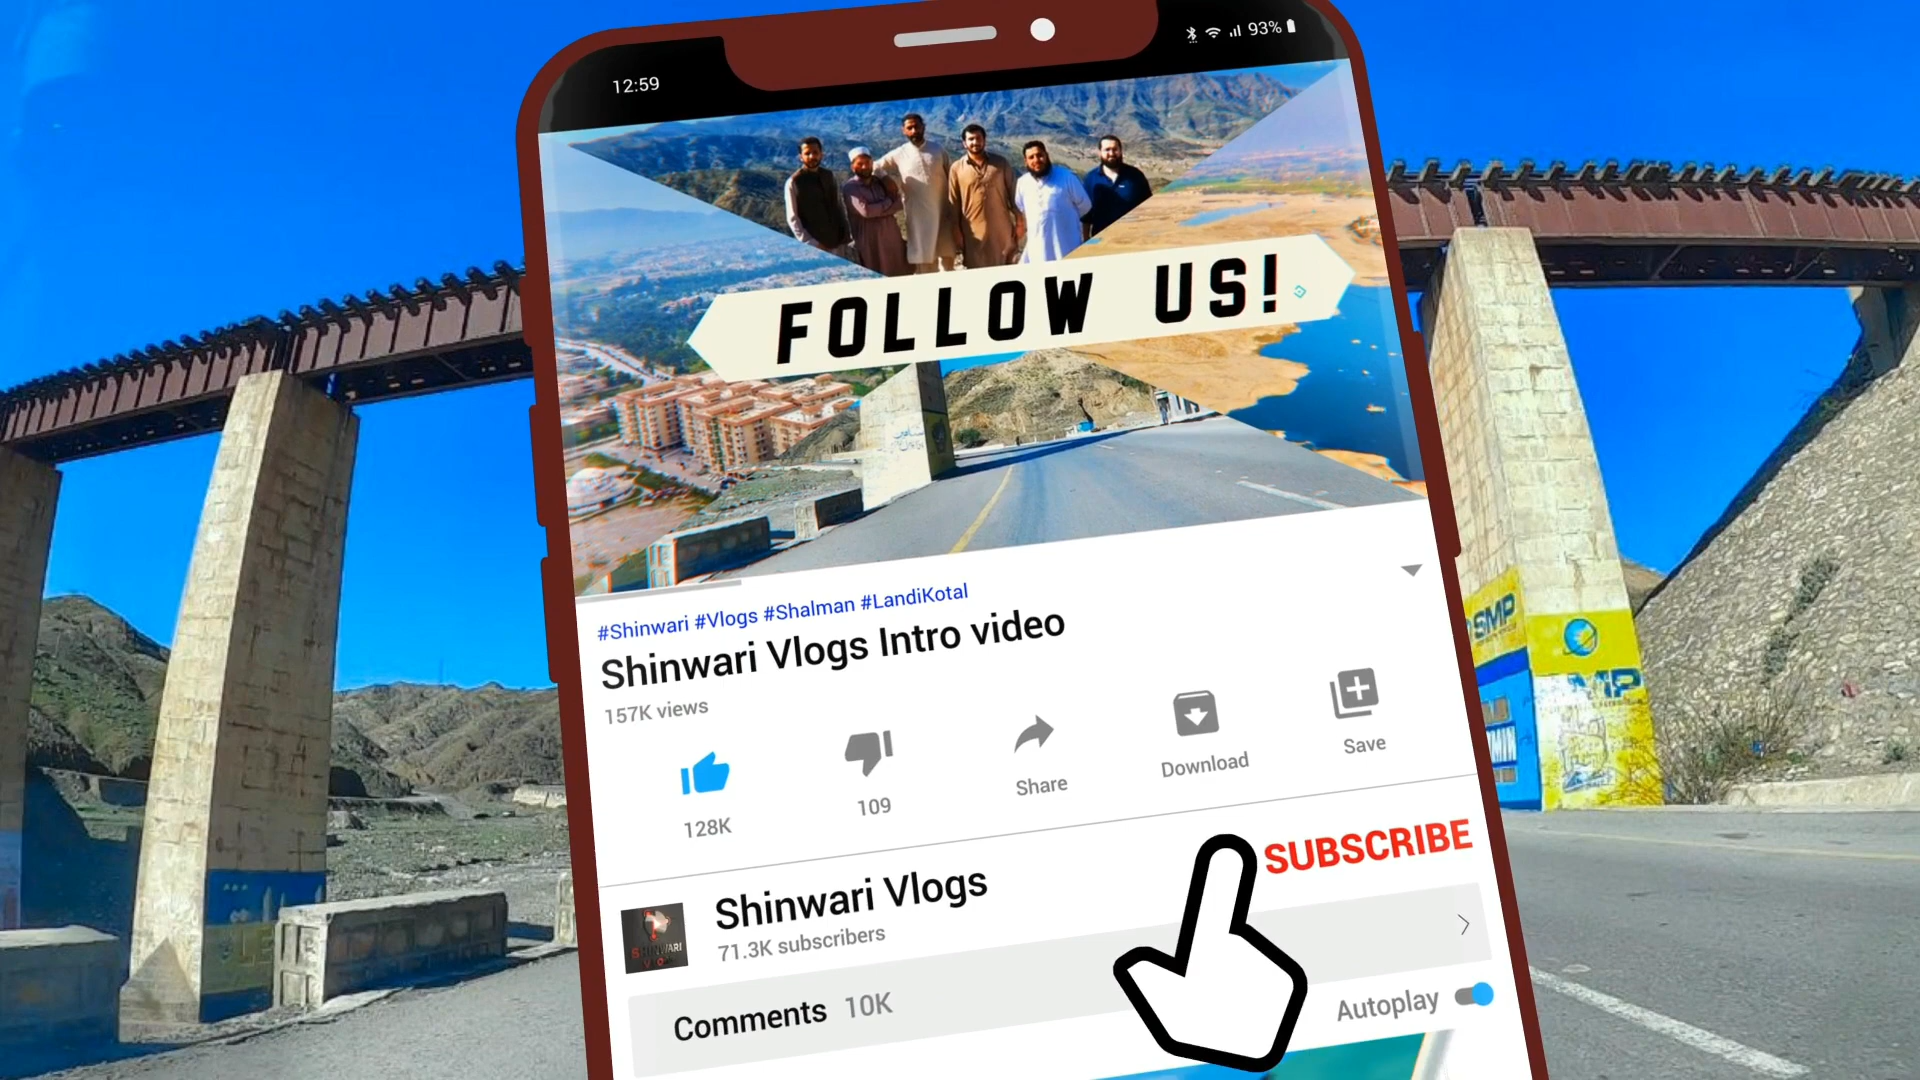 12:59
93%
FOLLOW US!
#Shinwari #Vlogs #Shalman #LandiKotal
Shinwari Vlogs Intro video
157K views
128K
109
Share
Download
Save
Shinwari Vlogs
71.3K subscribers
SUBSCRIBE
SHINWARI
Comments 10K
Autoplay
SMP